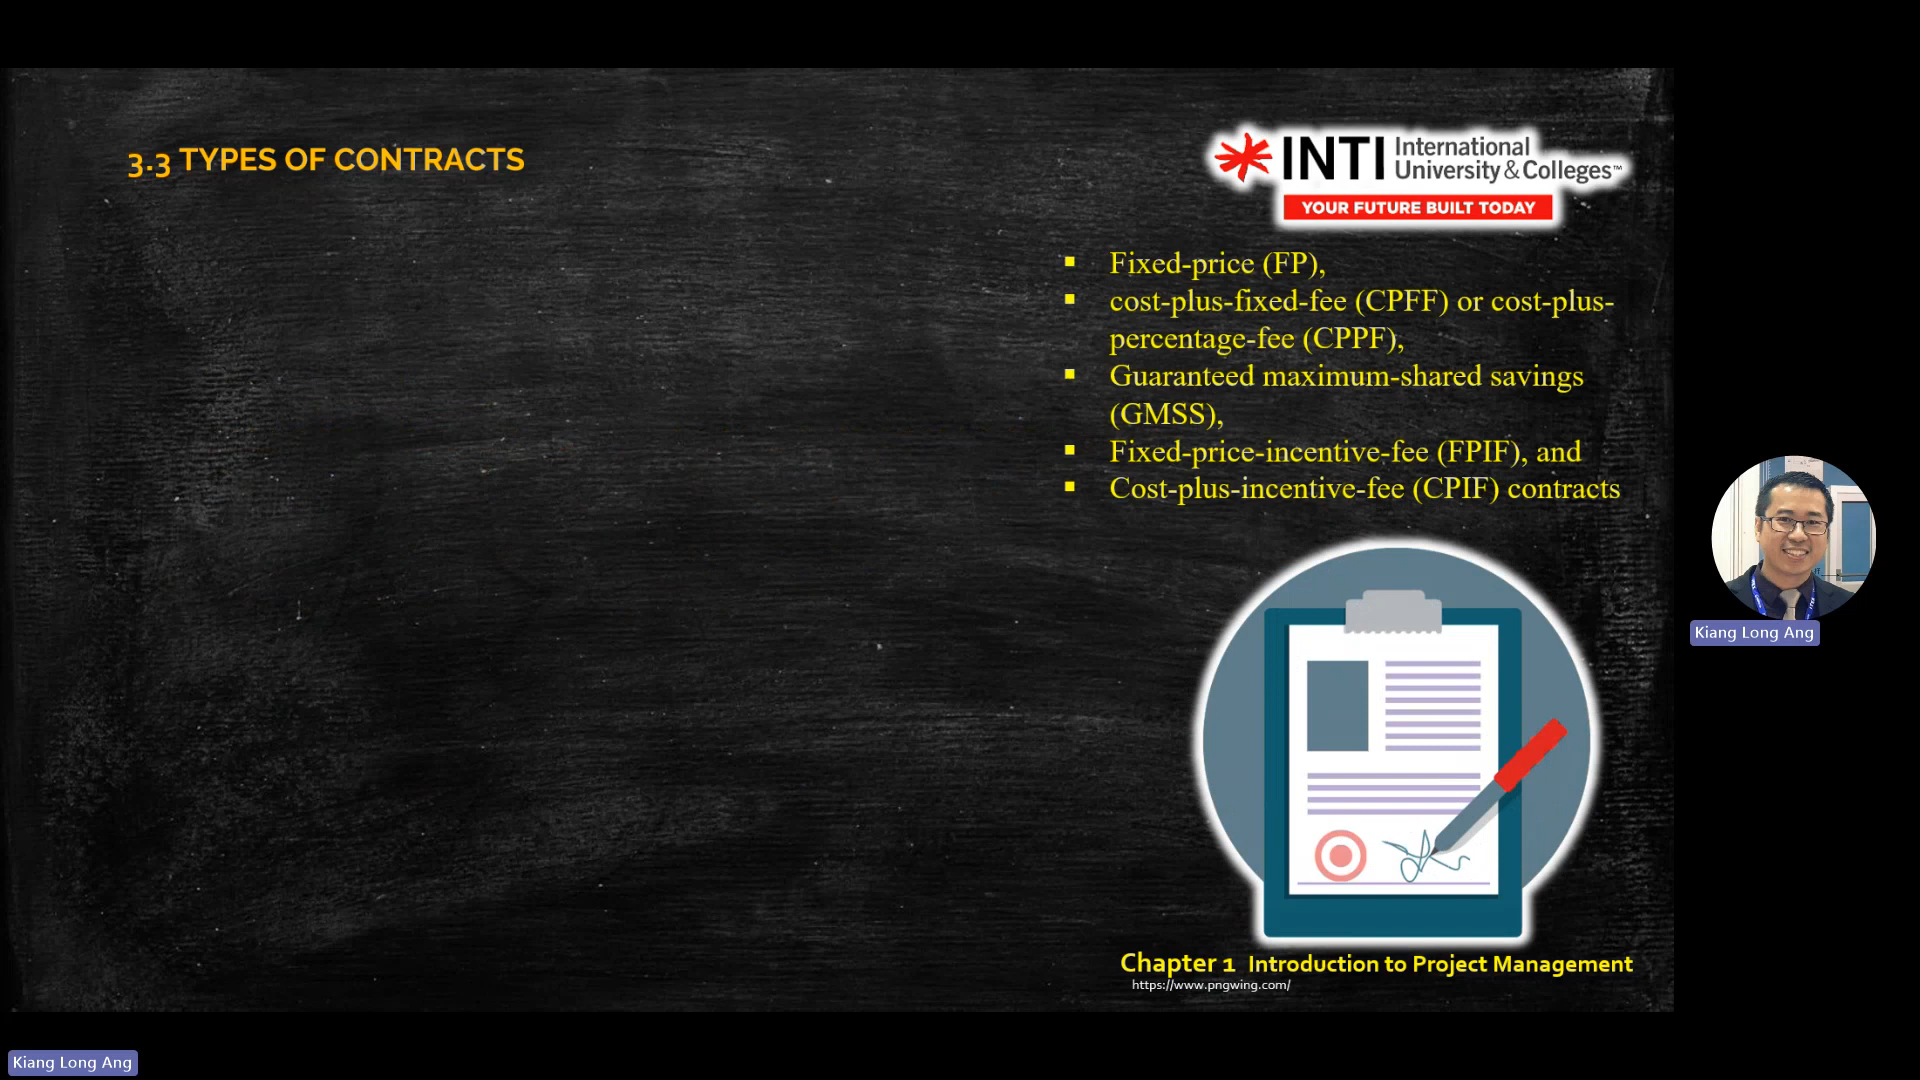 3.3 TYPES OF CONTRACTS
INTI International
University & Colleges™
YOUR FUTURE BUILT TODAY
▪ Fixed-price (FP),
▪ cost-plus-fixed-fee (CPFF) or cost-plus-
percentage-fee (CPPF),
▪ Guaranteed maximum-shared savings
(GMSS),
▪ Fixed-price-incentive-fee (FPIF), and
▪ Cost-plus-incentive-fee (CPIF) contracts
Kiang Long Ang
Chapter 1 Introduction to Project Management
https://www.pngwing.com/
Kiang Long Ang